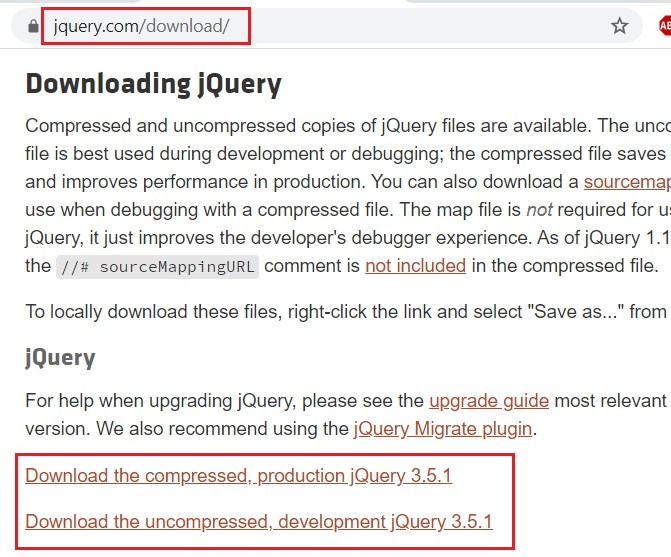 jquery.com/download/
Downloading jQuery
Compressed and uncompressed copies of jQuery files are available. The
file is best used during development or debugging; the compressed file saves
and improves performance in production. You can also download a
use when debugging with a compressed file. The map file is not required for
jQuery, it just improves the developer's debugger experience. As of jQuery
the //# sourceMappingURL comment is not included in the compressed file.
To locally download these files, right-click the link and select "Save as..." from
jQuery
For help when upgrading jQuery, please see the upgrade guide most relevant
version. We also recommend using the jQuery Migrate plugin.
Download the compressed, production jQuery 3.5.1
Download the uncompressed, development jQuery 3.5.1